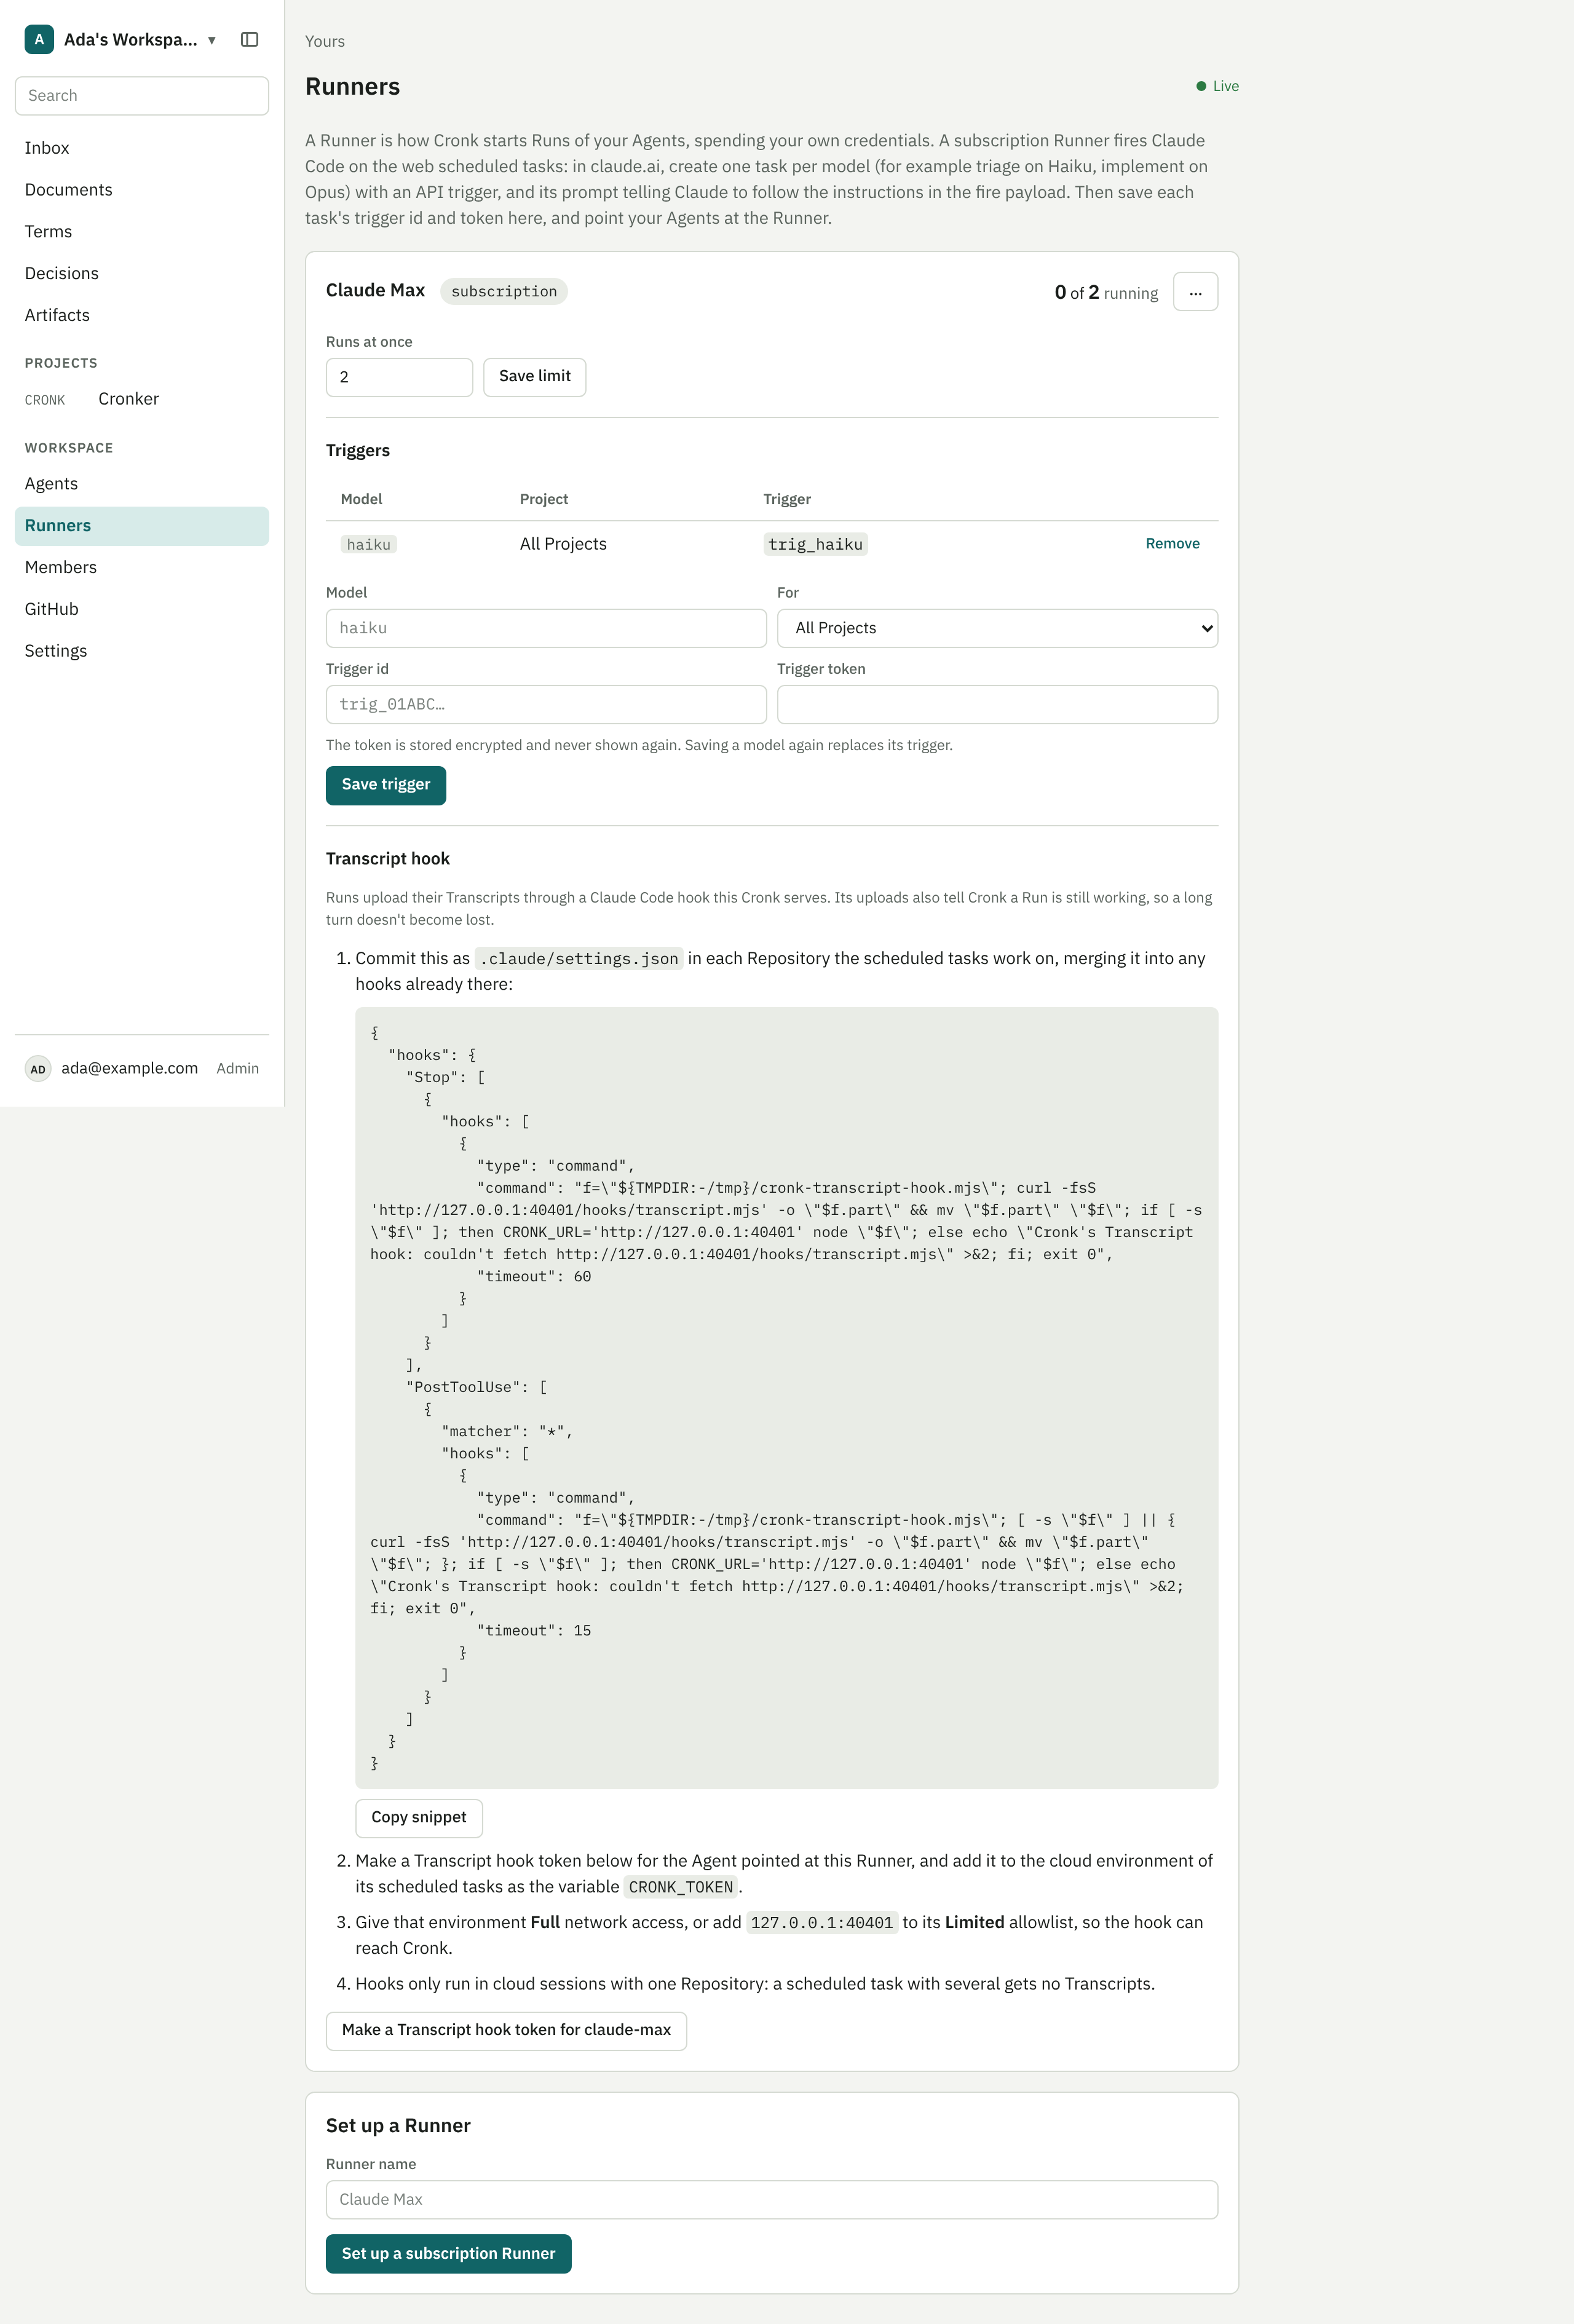 A Ada's Workspa... ▾
Search
Inbox
Documents
Terms
Decisions
Artifacts
PROJECTS
CRONK Cronker
WORKSPACE
Agents
Runners
Members
GitHub
Settings
AD ada@example.com Admin
Yours
Runners
Live
A Runner is how Cronk starts Runs of your Agents, spending your own credentials. A subscription Runner fires Claude
Code on the web scheduled tasks: in claude.ai, create one task per model (for example triage on Haiku, implement on
Opus) with an API trigger, and its prompt telling Claude to follow the instructions in the fire payload. Then save each
task's trigger id and token here, and point your Agents at the Runner.
Claude Max subscription
0 of 2 running ...
Runs at once
2 Save limit
Triggers
Model Project Trigger
haiku All Projects trig_haiku Remove
Model For
haiku All Projects
Trigger id Trigger token
trig_01ABC…
The token is stored encrypted and never shown again. Saving a model again replaces its trigger.
Save trigger
Transcript hook
Runs upload their Transcripts through a Claude Code hook this Cronk serves. Its uploads also tell Cronk a Run is still working, so a long
turn doesn't become lost.
1. Commit this as .claude/settings.json in each Repository the scheduled tasks work on, merging it into any
hooks already there:
{
  "hooks": {
    "Stop": [
      {
        "hooks": [
          {
            "type": "command",
            "command": "f=\"${TMPDIR:-/tmp}/cronk-transcript-hook.mjs\"; curl -fsS
'http://127.0.0.1:40401/hooks/transcript.mjs' -o \"$f.part\" && mv \"$f.part\" \"$f\"; if [ -s
\"$f\" ]; then CRONK_URL='http://127.0.0.1:40401' node \"$f\"; else echo \"Cronk's Transcript
hook: couldn't fetch http://127.0.0.1:40401/hooks/transcript.mjs\" >&2; fi; exit 0",
            "timeout": 60
          }
        ]
      }
    ],
    "PostToolUse": [
      {
        "matcher": "*",
        "hooks": [
          {
            "type": "command",
            "command": "f=\"${TMPDIR:-/tmp}/cronk-transcript-hook.mjs\"; [ -s \"$f\" ] || {
curl -fsS 'http://127.0.0.1:40401/hooks/transcript.mjs' -o \"$f.part\" && mv \"$f.part\"
\"$f\"; }; if [ -s \"$f\" ]; then CRONK_URL='http://127.0.0.1:40401' node \"$f\"; else echo
\"Cronk's Transcript hook: couldn't fetch http://127.0.0.1:40401/hooks/transcript.mjs\" >&2;
fi; exit 0",
            "timeout": 15
          }
        ]
      }
    ]
  }
}
Copy snippet
2. Make a Transcript hook token below for the Agent pointed at this Runner, and add it to the cloud environment of
its scheduled tasks as the variable CRONK_TOKEN.
3. Give that environment Full network access, or add 127.0.0.1:40401 to its Limited allowlist, so the hook can
reach Cronk.
4. Hooks only run in cloud sessions with one Repository: a scheduled task with several gets no Transcripts.
Make a Transcript hook token for claude-max
Set up a Runner
Runner name
Claude Max
Set up a subscription Runner